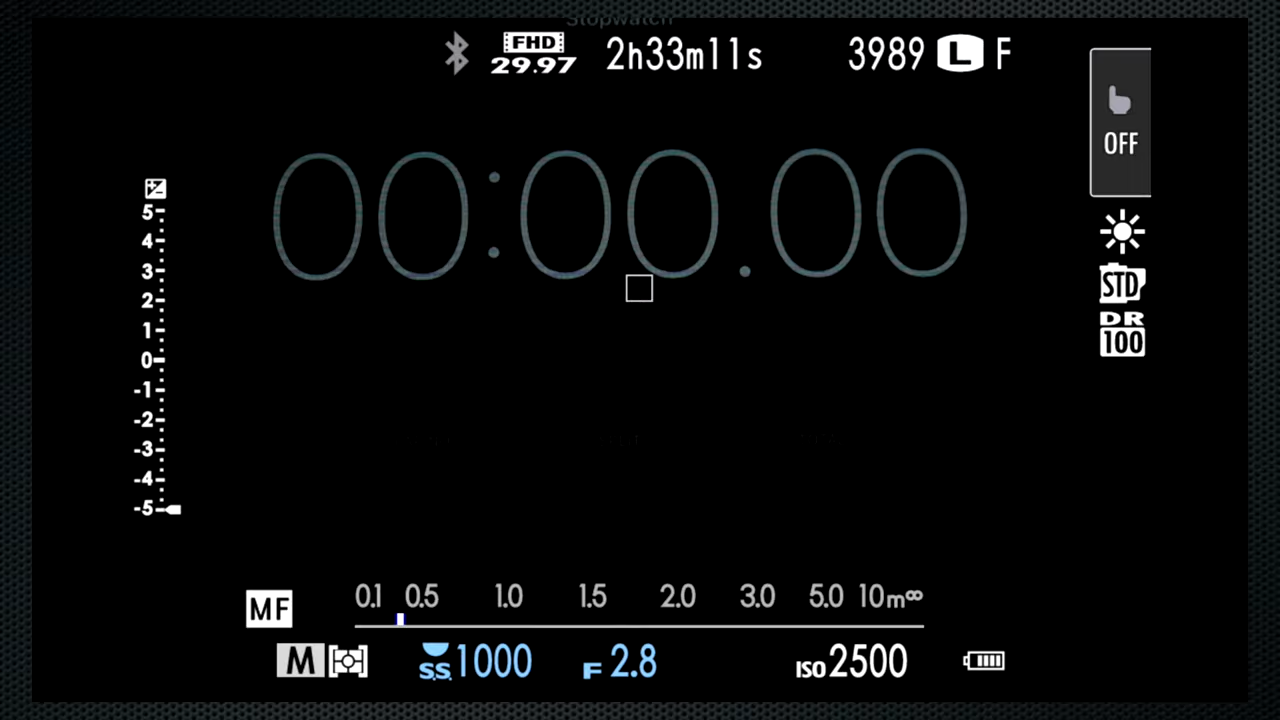 Stopwatch
FHD
29.97 2h33m11s 3989 L F
OFF
00:00.00
5
4
3
2
1
0
-1
-2
-3
-4
-5
STD
DR
100
MF 0.1 0.5 1.0 1.5 2.0 3.0 5.0 10m∞
M S.S. 1000 F 2.8 ISO 2500